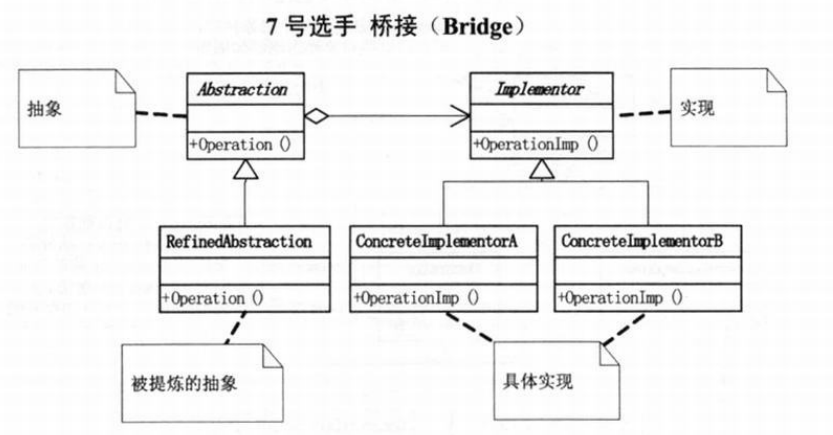 7 号选手 桥接（Bridge）
抽象
Abstraction
+Operation ()
Implementor
+OperationImp ()
实现
RefinedAbstraction
+Operation ()
ConcreteImplementorA
+OperationImp ()
ConcreteImplementorB
+OperationImp ()
被提炼的抽象
具体实现